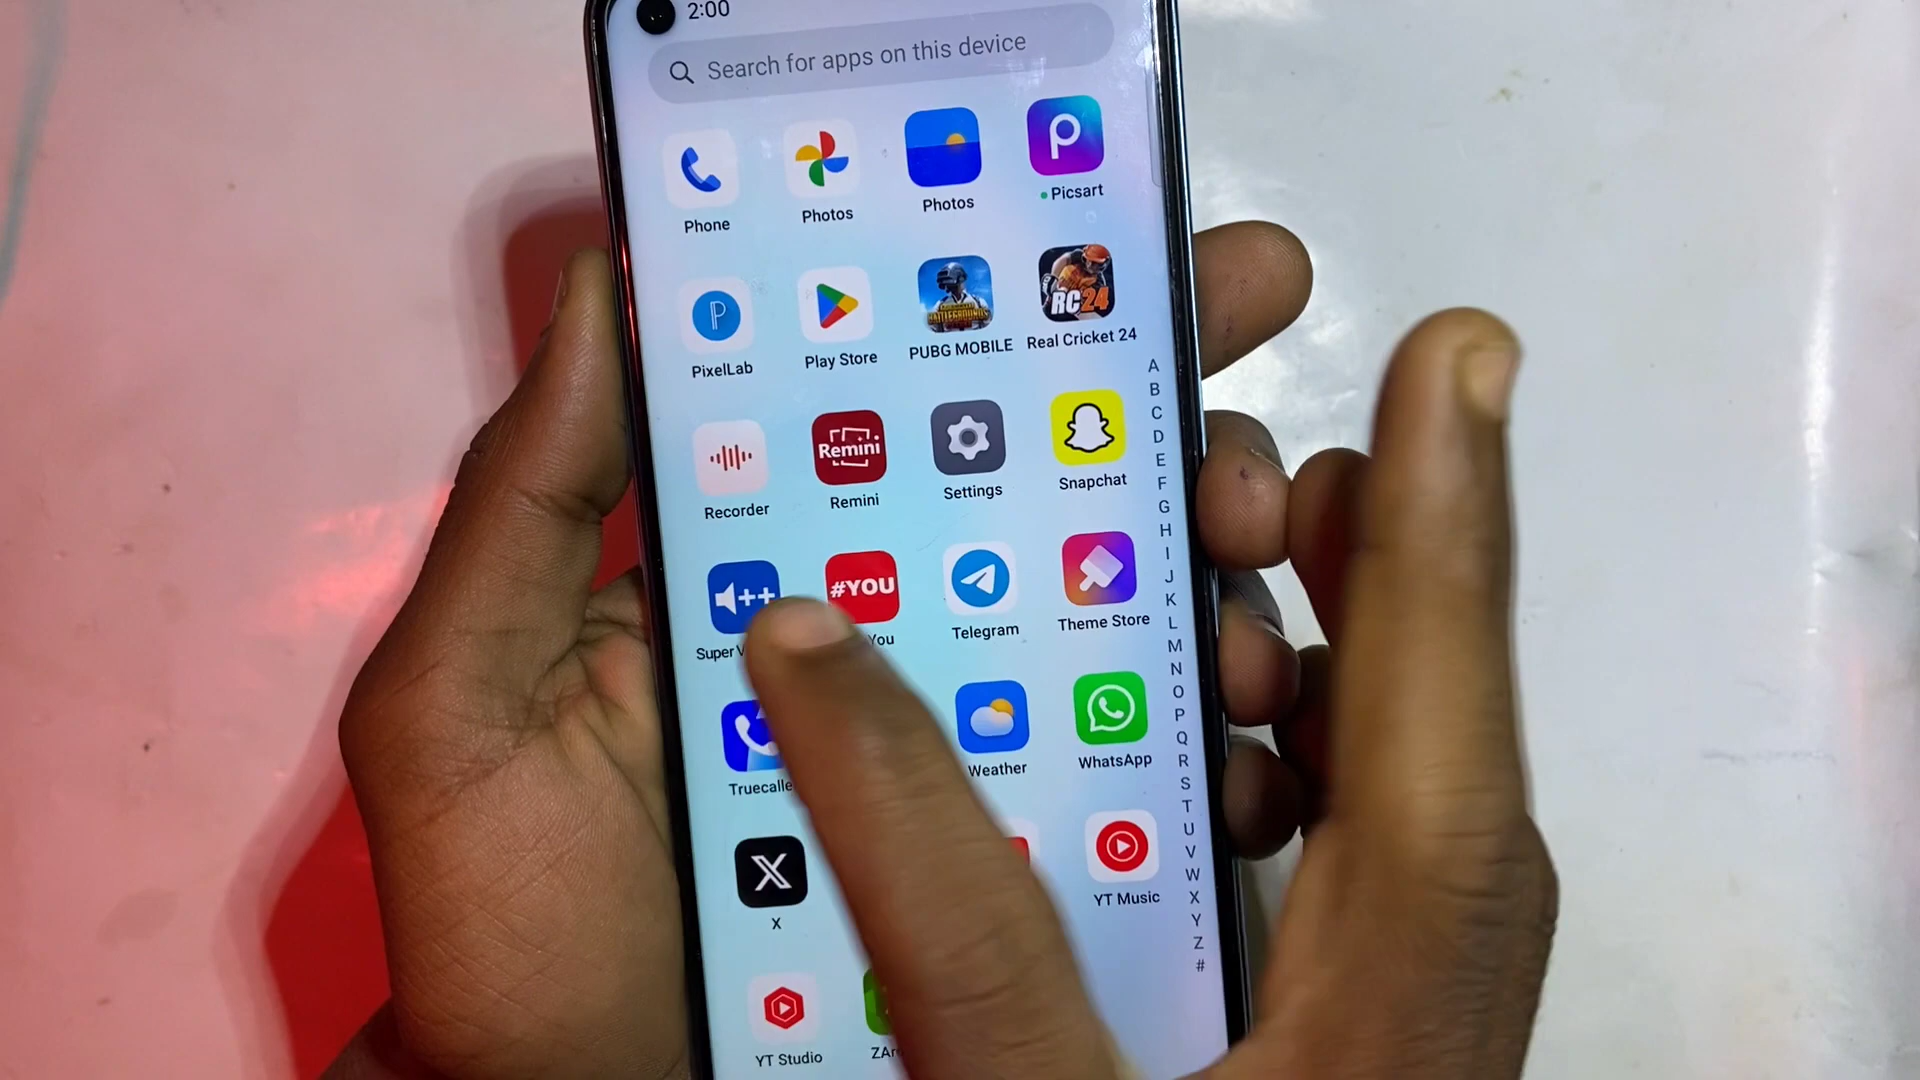 2:00
Search for apps on this device
Phone
Photos
Photos
Picsart
PixelLab
Play Store
PUBG MOBILE
Real Cricket 24
BATTLEGROUNDS
RC24
Recorder
Remini
Remini
Settings
Snapchat
++
#YOU
Super V
You
Telegram
Theme Store
Truecalle
Weather
WhatsApp
X
YT Music
YT Studio
ZAr
A
B
C
D
E
F
G
H
I
J
K
L
M
N
O
P
Q
R
S
T
U
V
W
X
Y
Z
#